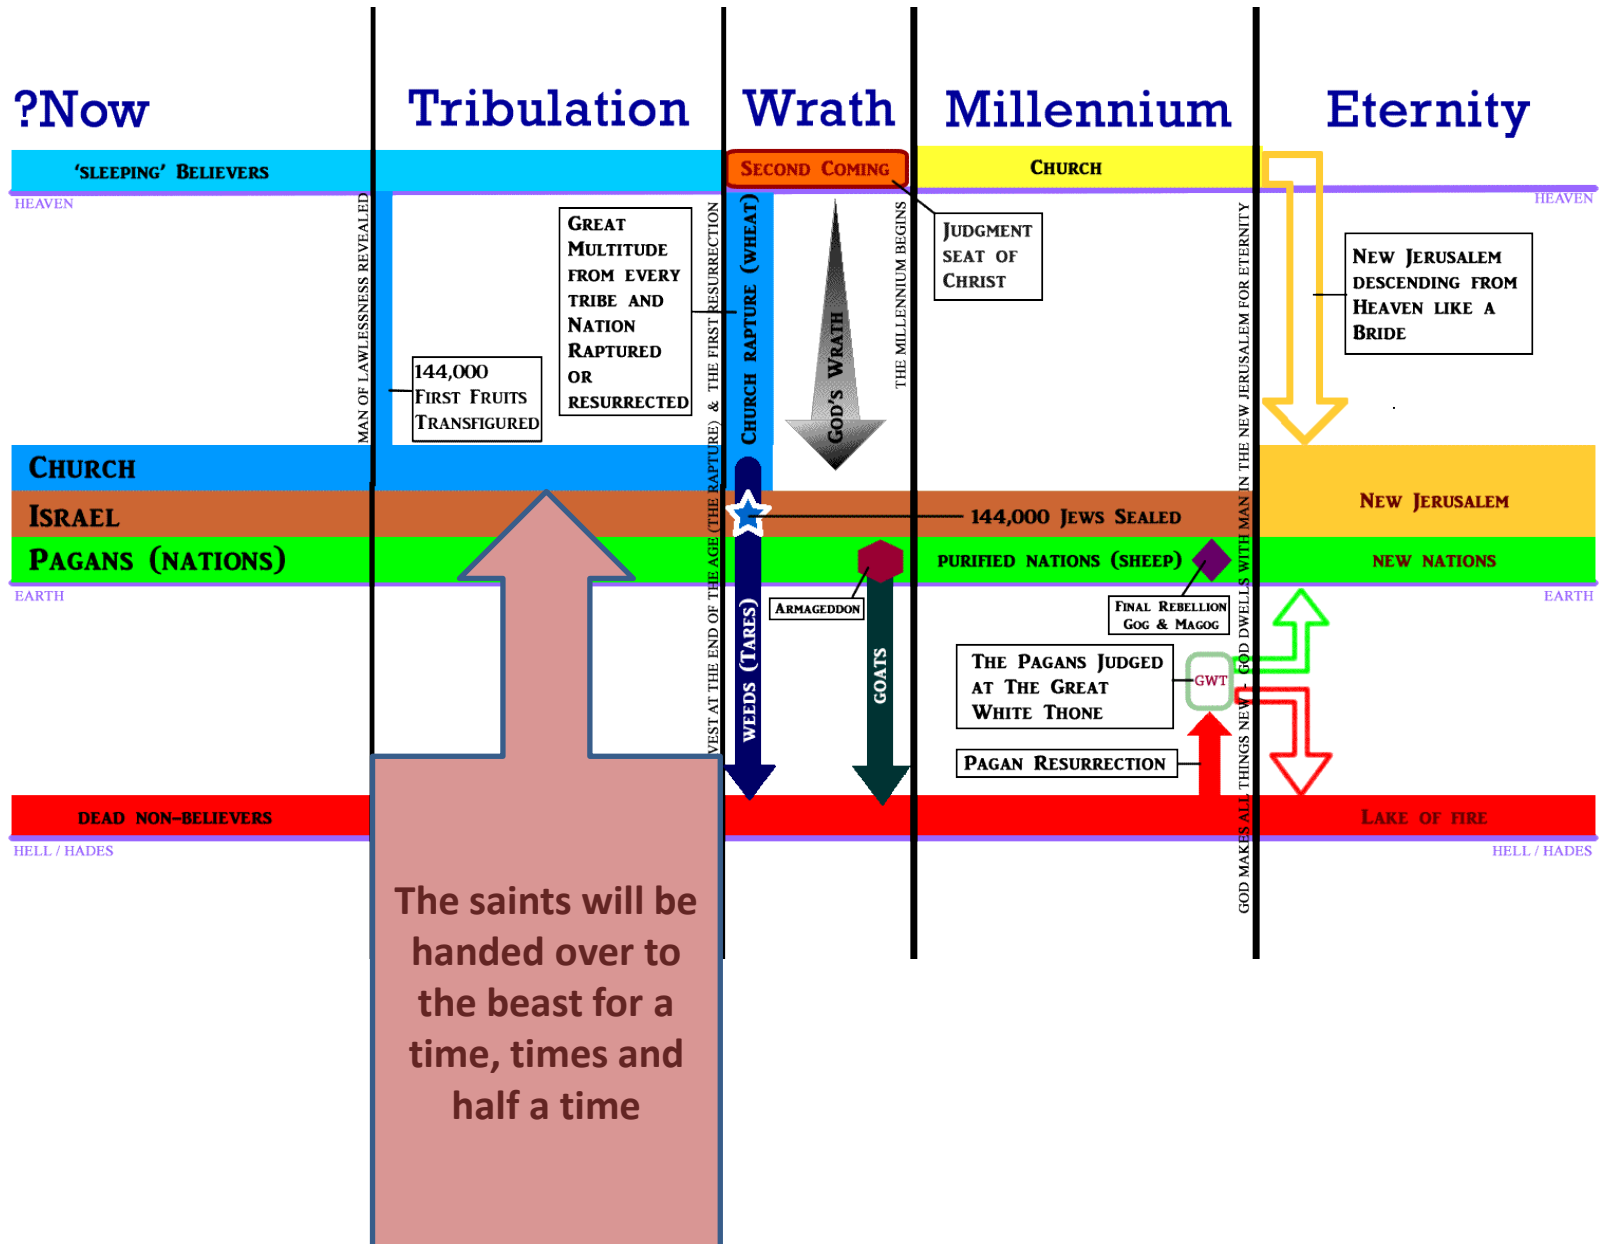 ?Now
Tribulation
Wrath
Millennium
Eternity
'SLEEPING' BELIEVERS
SECOND COMING
CHURCH
HEAVEN
HEAVEN
MAN OF LAWLESSNESS REVEALED
144,000
FIRST FRUITS
TRANSFIGURED
GREAT
MULTITUDE
FROM EVERY
TRIBE AND
NATION
RAPTURED
OR
RESURRECTED
VEST AT THE END OF THE AGE (THE RAPTURE) & THE FIRST RESURRECTION
CHURCH RAPTURE (WHEAT)
GOD'S WRATH
THE MILLENNIUM BEGINS
JUDGMENT
SEAT OF
CHRIST
GOD MAKES ALL THINGS NEW - GOD DWELLS WITH MAN IN THE NEW JERUSALEM FOR ETERNITY
NEW JERUSALEM
DESCENDING FROM
HEAVEN LIKE A
BRIDE
CHURCH
ISRAEL
144,000 JEWS SEALED
NEW JERUSALEM
PAGANS (NATIONS)
PURIFIED NATIONS (SHEEP)
NEW NATIONS
EARTH
EARTH
ARMAGEDDON
FINAL REBELLION
GOG & MAGOG
WEEDS (TARES)
GOATS
THE PAGANS JUDGED
AT THE GREAT
WHITE THONE
GWT
PAGAN RESURRECTION
DEAD NON-BELIEVERS
LAKE OF FIRE
HELL / HADES
HELL / HADES
The saints will be
handed over to
the beast for a
time, times and
half a time